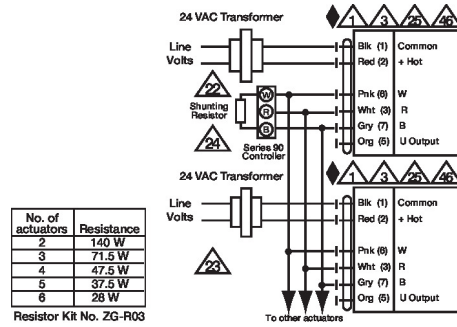 24 VAC Transformer
1 3 25 46
Line
Volts
Blk (1) Common
Red (2) + Hot
22
Shunting
Resistor
24
W
R
B
Series 90
Controller
Pnk (6) W
Wht (3) R
Gry (7) B
Org (5) U Output
24 VAC Transformer
1 3 25 46
Line
Volts
Blk (1) Common
Red (2) + Hot
23
Pnk (6) W
Wht (3) R
Gry (7) B
Org (5) U Output
To other actuators
No. of
actuators Resistance
2 140 W
3 71.5 W
4 47.5 W
5 37.5 W
6 28 W
Resistor Kit No. ZG-R03